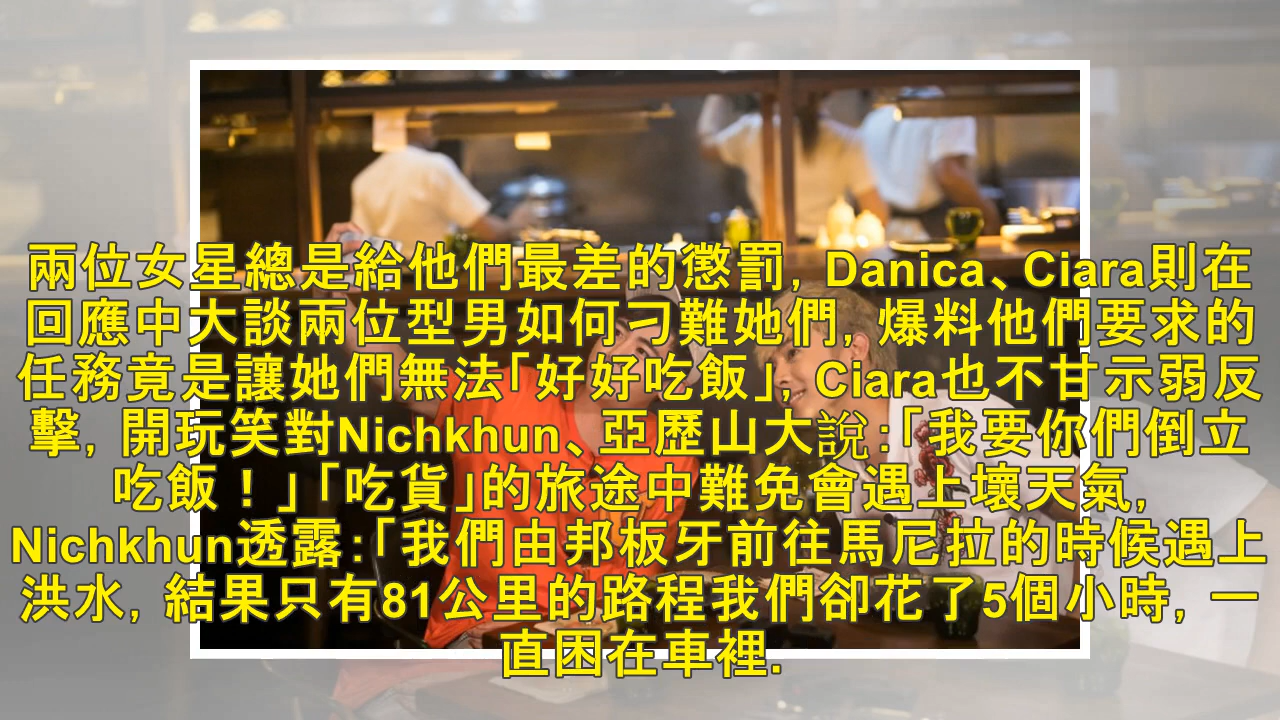 兩位女星總是給他們最差的懲罰, Danica、Ciara則在
回應中大談兩位型男如何刁難她們, 爆料他們要求的
任務竟是讓她們無法「好好吃飯」, Ciara也不甘示弱反
擊, 開玩笑對Nichkhun、亞歷山大說:「我要你們倒立
吃飯！」「吃貨」的旅途中難免會遇上壞天氣,
Nichkhun透露:「我們由邦板牙前往馬尼拉的時候遇上
洪水, 結果只有81公里的路程我們卻花了5個小時, 一
直困在車裡.